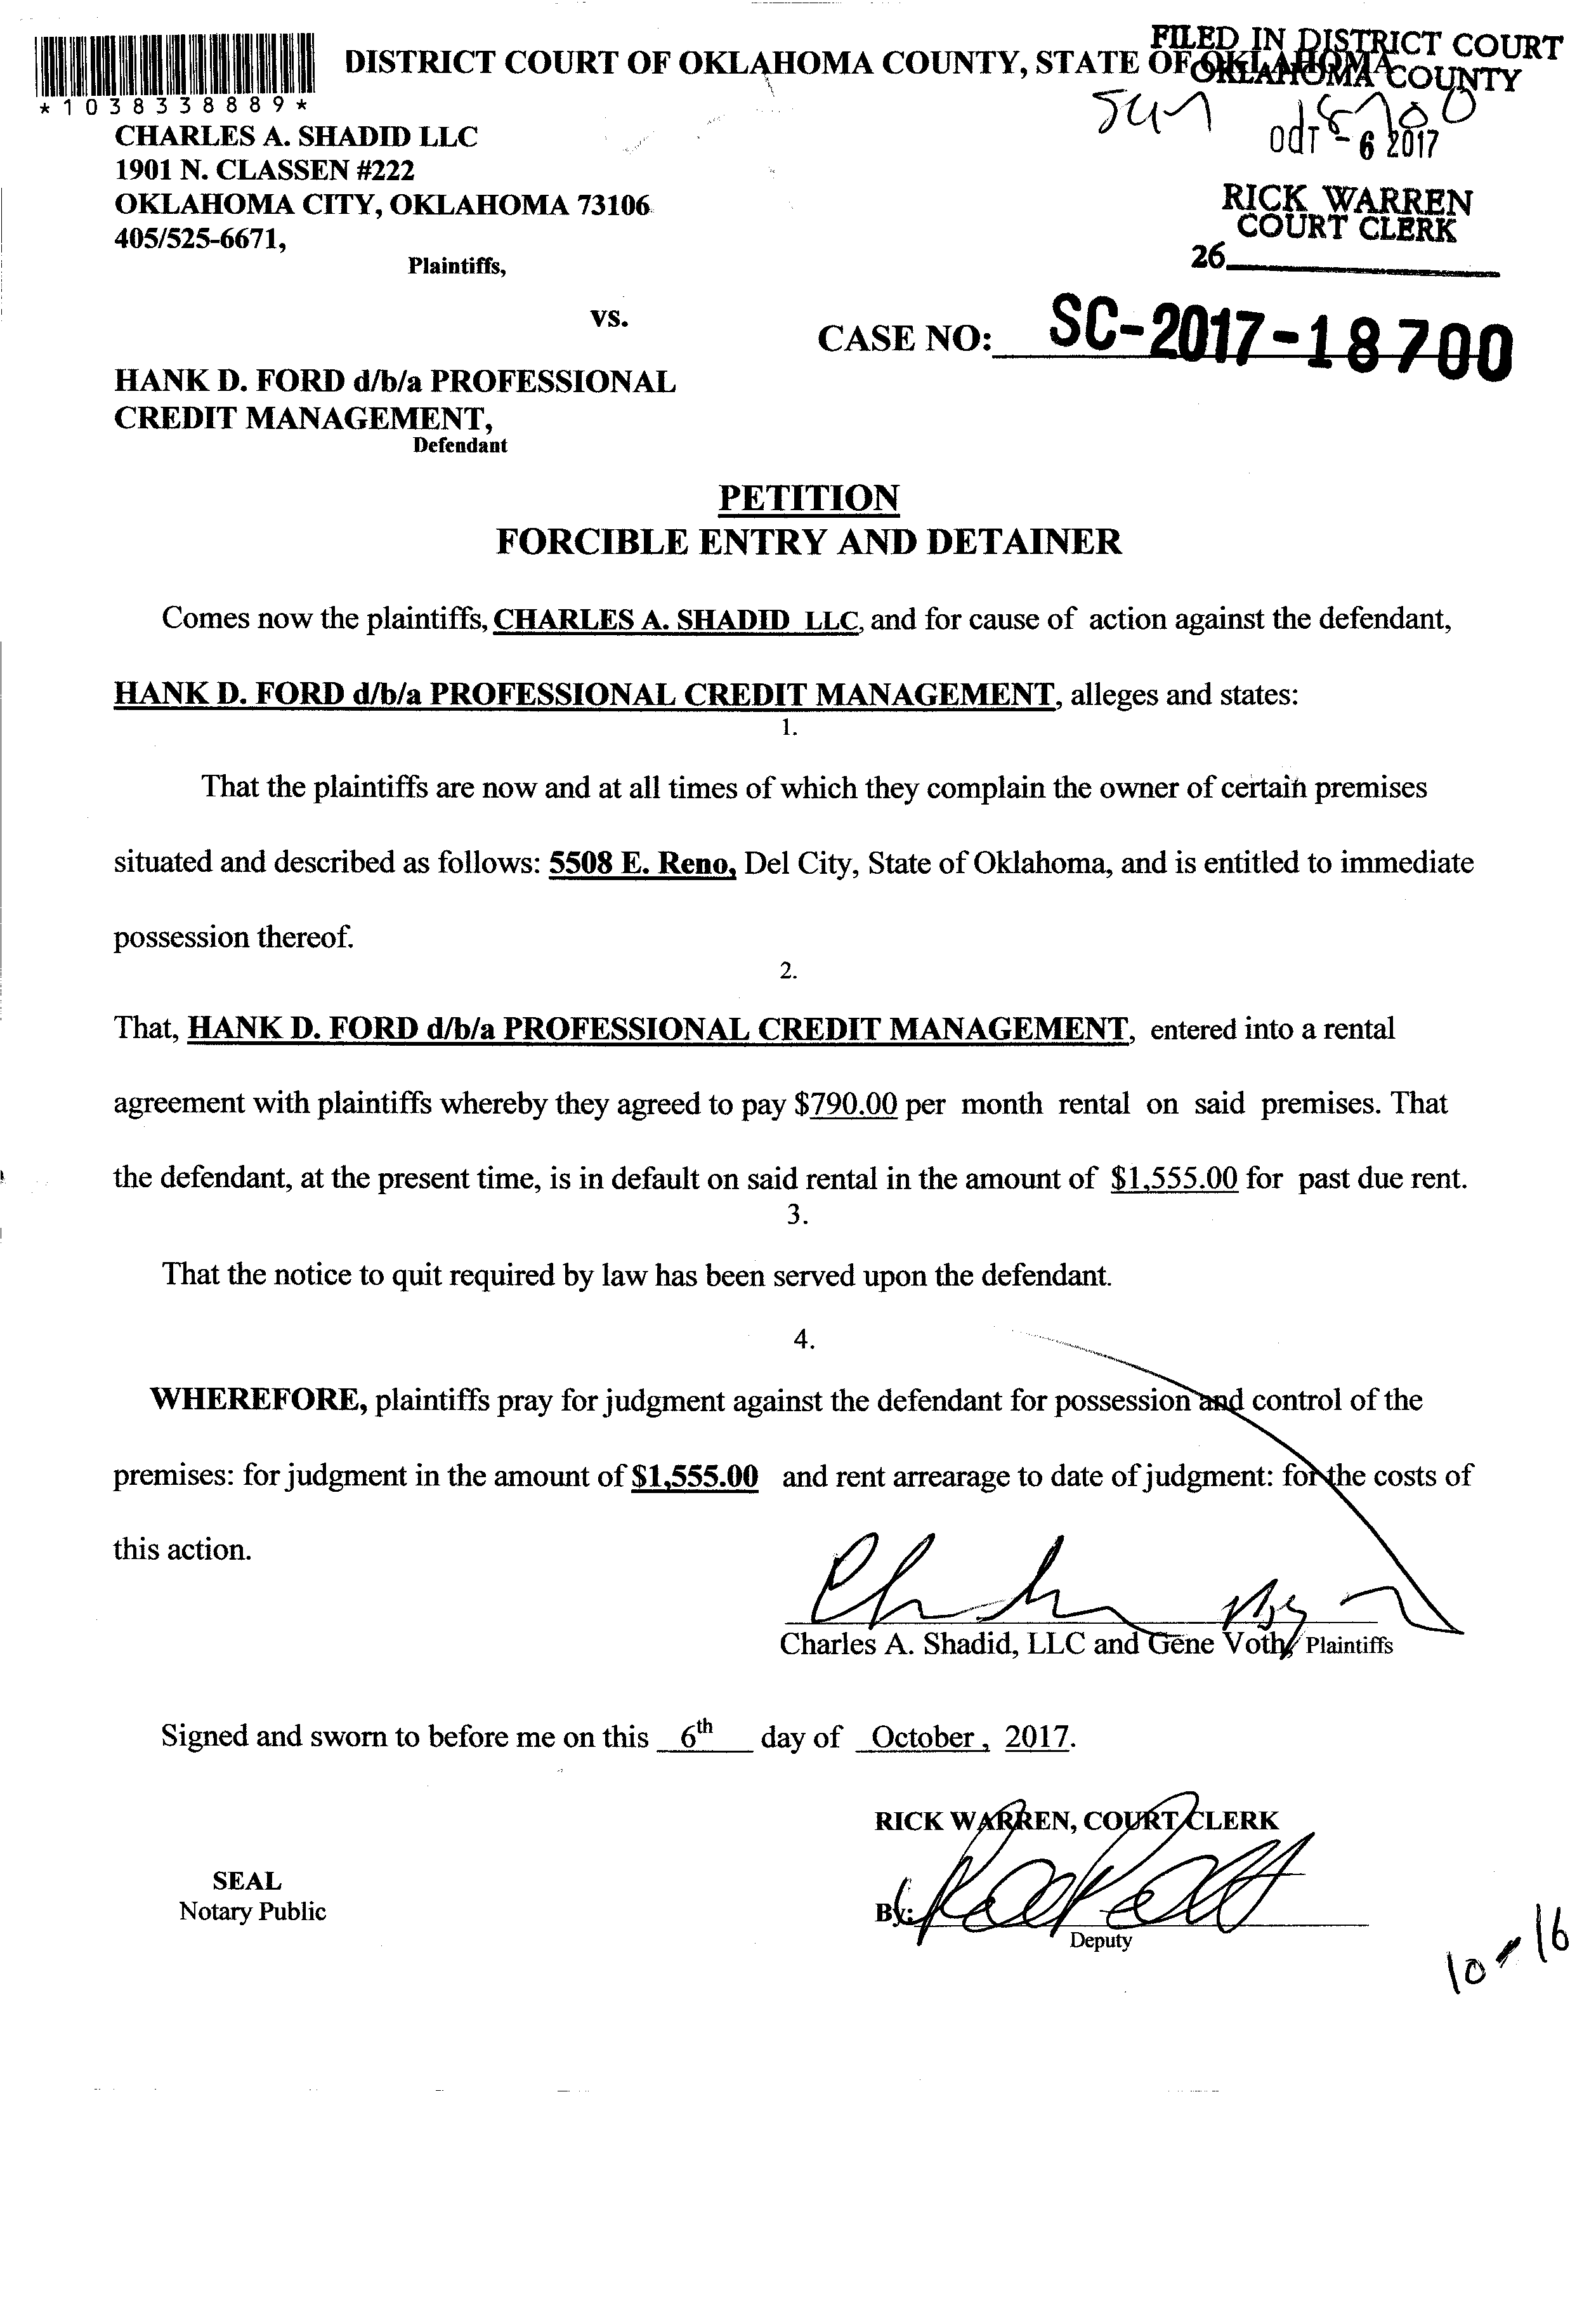 DISTRICT COURT OF OKLAHOMA COUNTY, STATE OF OKLAHOMA
FILED IN DISTRICT COURT
OKLAHOMA COUNTY
*1038338889*
OCT - 6 2017
CHARLES A. SHADID LLC
1901 N. CLASSEN #222
OKLAHOMA CITY, OKLAHOMA 73106
405/525-6671,
Plaintiffs,
RICK WARREN
COURT CLERK
26
vs.
CASE NO: SC-2017-18700
HANK D. FORD d/b/a PROFESSIONAL
CREDIT MANAGEMENT,
Defendant
PETITION
FORCIBLE ENTRY AND DETAINER
Comes now the plaintiffs, CHARLES A. SHADID LLC, and for cause of action against the defendant,
HANK D. FORD d/b/a PROFESSIONAL CREDIT MANAGEMENT, alleges and states:
1.
That the plaintiffs are now and at all times of which they complain the owner of certain premises
situated and described as follows: 5508 E. Reno, Del City, State of Oklahoma, and is entitled to immediate
possession thereof.
2.
That, HANK D. FORD d/b/a PROFESSIONAL CREDIT MANAGEMENT, entered into a rental
agreement with plaintiffs whereby they agreed to pay $790.00 per month rental on said premises. That
the defendant, at the present time, is in default on said rental in the amount of $1,555.00 for past due rent.
3.
That the notice to quit required by law has been served upon the defendant.
4.
WHEREFORE, plaintiffs pray for judgment against the defendant for possession and control of the
premises: for judgment in the amount of $1,555.00 and rent arrearage to date of judgment: for the costs of
this action.
Charles A. Shadid, LLC and Gene Voth, Plaintiffs
Signed and sworn to before me on this 6th day of October, 2017.
RICK WARREN, COURT CLERK
SEAL
Notary Public
By:
Deputy
10-16